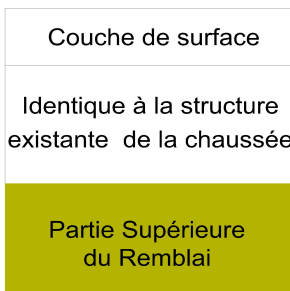 Couche de surface
Identique à la structure
existante de la chaussée
Partie Supérieure
du Remblai